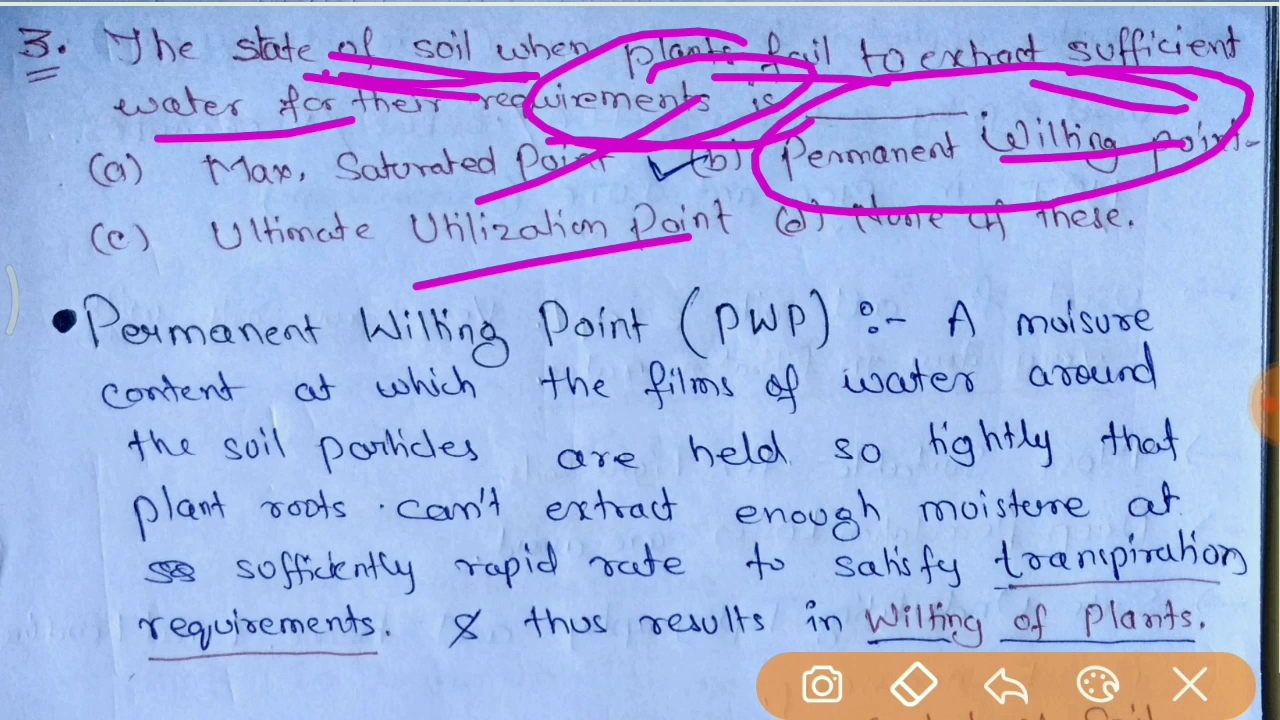 3. The state of soil when plants fail to extract sufficient
water for their requirements is ______
(a) Max. Saturated Point (b) Permanent Wilting point.
(c) Ultimate Utilization Point (d) None of these.
• Permanent Wilting Point (PWP) :- A moisure
content at which the films of water around
the soil particles are held so tightly that
plant roots can't extract enough moisture at
sufficiently rapid rate to satisfy transpiration
requirements. & thus results in Wilting of Plants.